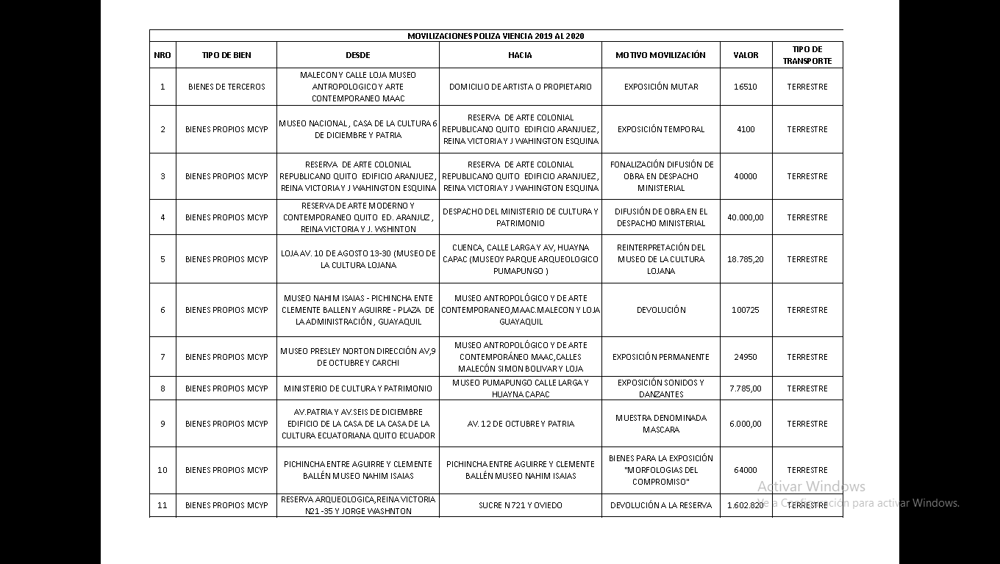 MOVILIZACIONES POLIZA VIENCIA 2019 AL 2020
NRO TIPO DE BIEN DESDE HACIA MOTIVO MOVILIZACIÓN VALOR TIPO DE
TRANSPORTE
1 BIENES DE TERCEROS
MALECON Y CALLE LOJA MUSEO
ANTROPOLOGICO Y ARTE
CONTEMPORANEO MAAC
DOMICILIO DE ARTISTA O PROPIETARIO
EXPOSICIÓN MUTAR
16510
TERRESTRE
2 BIENES PROPIOS MCYP
MUSEO NACIONAL, CASA DE LA CULTURA 6
DE DICIEMBRE Y PATRIA
RESERVA DE ARTE COLONIAL
REPUBLICANO QUITO EDIFICIO ARANJUEZ,
REINA VICTORIA Y J WAHINGTON ESQUINA
EXPOSICIÓN TEMPORAL
4100
TERRESTRE
3 BIENES PROPIOS MCYP
RESERVA DE ARTE COLONIAL
REPUBLICANO QUITO EDIFICIO ARANJUEZ,
REINA VICTORIA Y J WAHINGTON ESQUINA
RESERVA DE ARTE COLONIAL
REPUBLICANO QUITO EDIFICIO ARANJUEZ,
REINA VICTORIA Y J WAHINGTON ESQUINA
FONALIZACIÓN DIFUSIÓN DE
OBRA EN DESPACHO
MINISTERIAL
40000
TERRESTRE
4 BIENES PROPIOS MCYP
RESERVA DE ARTE MODERNO Y
CONTEMPORANEO QUITO ED. ARANJUZ,
REINA VICTORIA Y J. WSHINTON
DESPACHO DEL MINISTERIO DE CULTURA Y
PATRIMONIO
DIFUSIÓN DE OBRA EN EL
DESPACHO MINISTERIAL
40.000,00
TERRESTRE
5 BIENES PROPIOS MCYP
LOJA AV. 10 DE AGOSTO 13-30 (MUSEO DE
LA CULTURA LOJANA
CUENCA, CALLE LARGA Y AV, HUAYNA
CAPAC (MUSEOY PARQUE ARQUEOLOGICO
PUMAPUNGO )
REINTERPRETACIÓN DEL
MUSEO DE LA CULTURA
LOJANA
18.785,20
TERRESTRE
6 BIENES PROPIOS MCYP
MUSEO NAHIM ISAIAS - PICHINCHA ENTE
CLEMENTE BALLEN Y AGUIRRE - PLAZA DE
LA ADMINISTRACIÓN , GUAYAQUIL
MUSEO ANTROPOLÓGICO Y DE ARTE
CONTEMPORANEO,MAAC.MALECON Y LOJA
GUAYAQUIL
DEVOLUCIÓN
100725
TERRESTRE
7 BIENES PROPIOS MCYP
MUSEO PRESLEY NORTON DIRECCIÓN AV,9
DE OCTUBRE Y CARCHI
MUSEO ANTROPOLÓGICO Y DE ARTE
CONTEMPORÁNEO MAAC,CALLES
MALECÓN SIMON BOLIVAR Y LOJA
EXPOSICIÓN PERMANENTE
24950
TERRESTRE
8 BIENES PROPIOS MCYP
MINISTERIO DE CULTURA Y PATRIMONIO
MUSEO PUMAPUNGO CALLE LARGA Y
HUAYNA CAPAC
EXPOSICIÓN SONIDOS Y
DANZANTES
7.785,00
TERRESTRE
9 BIENES PROPIOS MCYP
AV.PATRIA Y AV.SEIS DE DICIEMBRE
EDIFICIO DE LA CASA DE LA CASA DE LA
CULTURA ECUATORIANA QUITO ECUADOR
AV. 12 DE OCTUBRE Y PATRIA
MUESTRA DENOMINADA
MASCARA
6.000,00
TERRESTRE
10 BIENES PROPIOS MCYP
PICHINCHA ENTRE AGUIRRE Y CLEMENTE
BALLÉN MUSEO NAHIM ISAIAS
PICHINCHA ENTRE AGUIRRE Y CLEMENTE
BALLÉN MUSEO NAHIM ISAIAS
BIENES PARA LA EXPOSICIÓN
"MORFOLOGIAS DEL
COMPROMISO"
64000
TERRESTRE
11 BIENES PROPIOS MCYP
RESERVA ARQUEOLOGICA,REINA VICTORIA
N21 -35 Y JORGE WASHNTON
SUCRE N 721 Y OVIEDO
DEVOLUCIÓN A LA RESERVA
1.602.820
TERRESTRE
Activar Windows
Ve a Configuración para activar Windows.